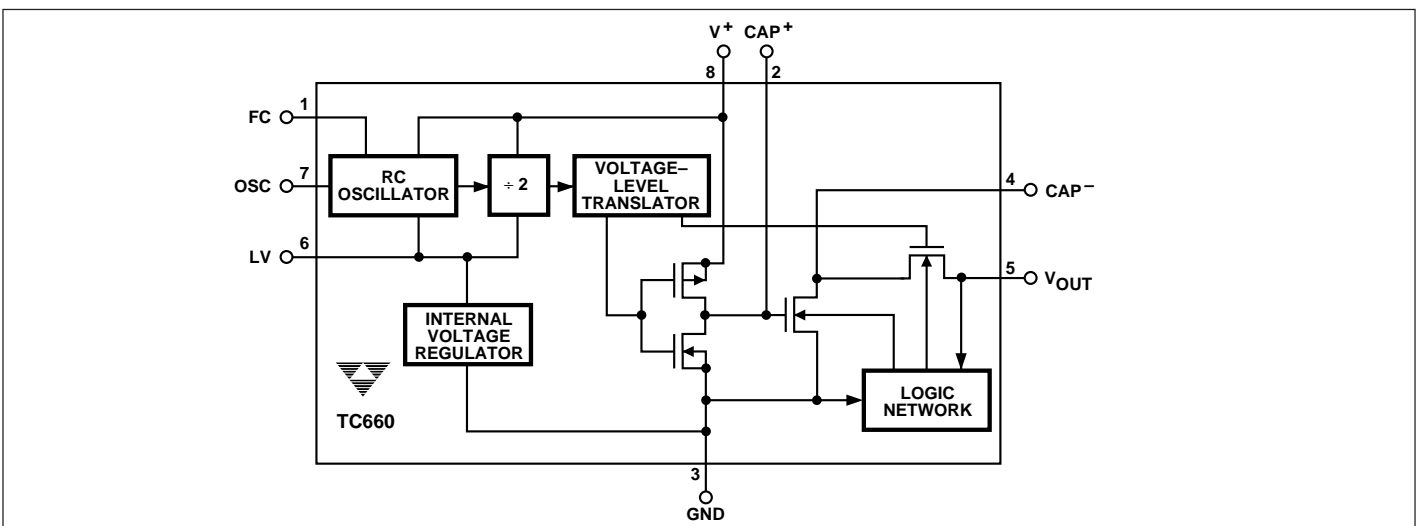 V+ CAP+
8 2
1
FC
7
OSC
RC
OSCILLATOR
÷ 2
VOLTAGE–
LEVEL
TRANSLATOR
4
CAP–
6
LV
5
VOUT
INTERNAL
VOLTAGE
REGULATOR
LOGIC
NETWORK
TC660
3
GND